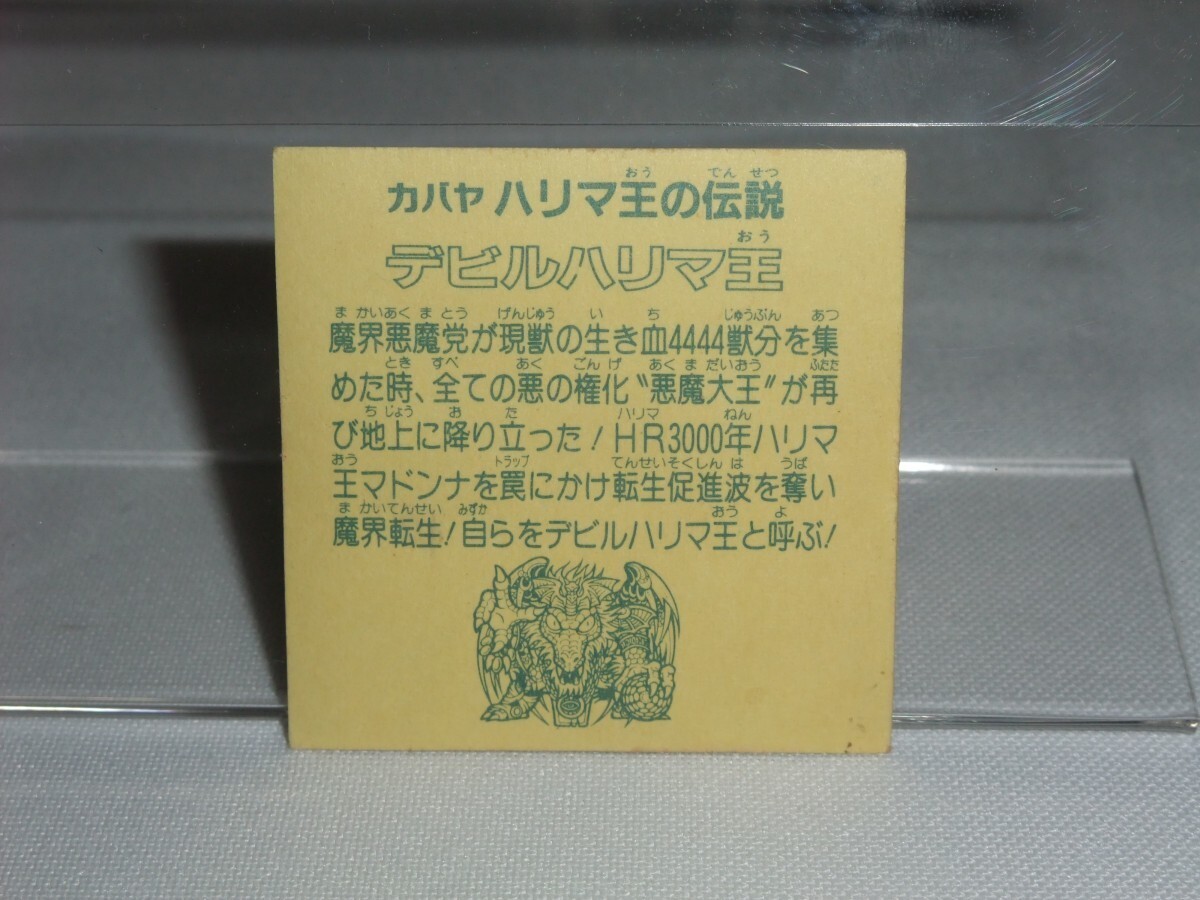 カバヤ ハリマ王の伝説
デビルハリマ王
魔界悪魔党が現獣の生き血4444獣分を集
めた時、全ての悪の権化〝悪魔大王〟が再
び地上に降り立った!HR3000年ハリマ
王マドンナを罠にかけ転生促進波を奪い
魔界転生!自らをデビルハリマ王と呼ぶ!